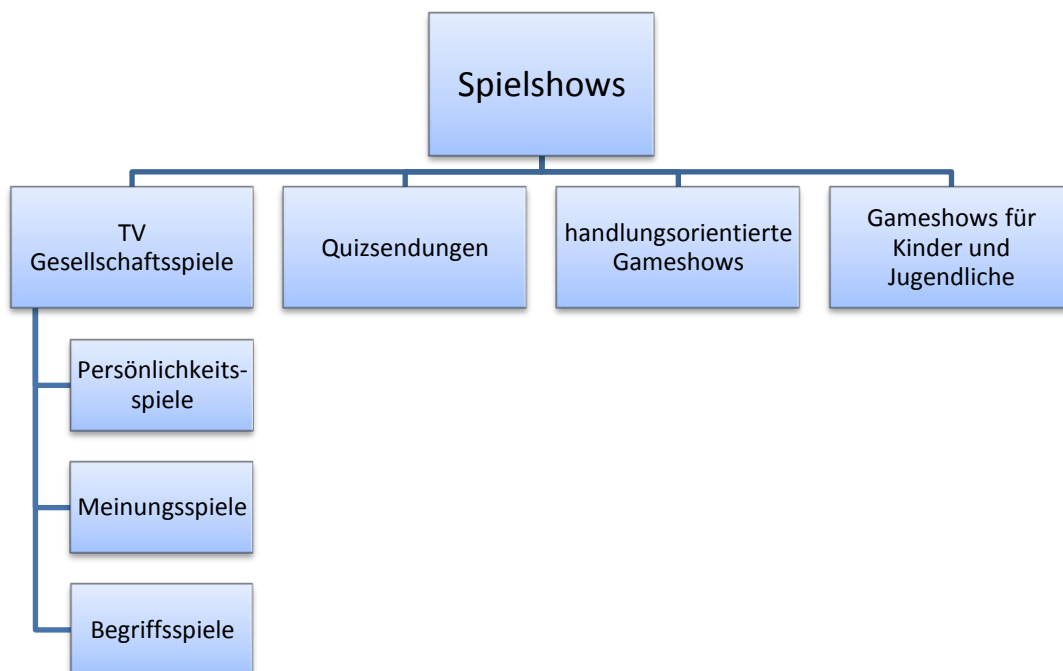 Spielshows
TV
Gesellschaftsspiele
Quizsendungen
handlungsorientierte
Gameshows
Gameshows für
Kinder und
Jugendliche
Persönlichkeits-
spiele
Meinungsspiele
Begriffsspiele